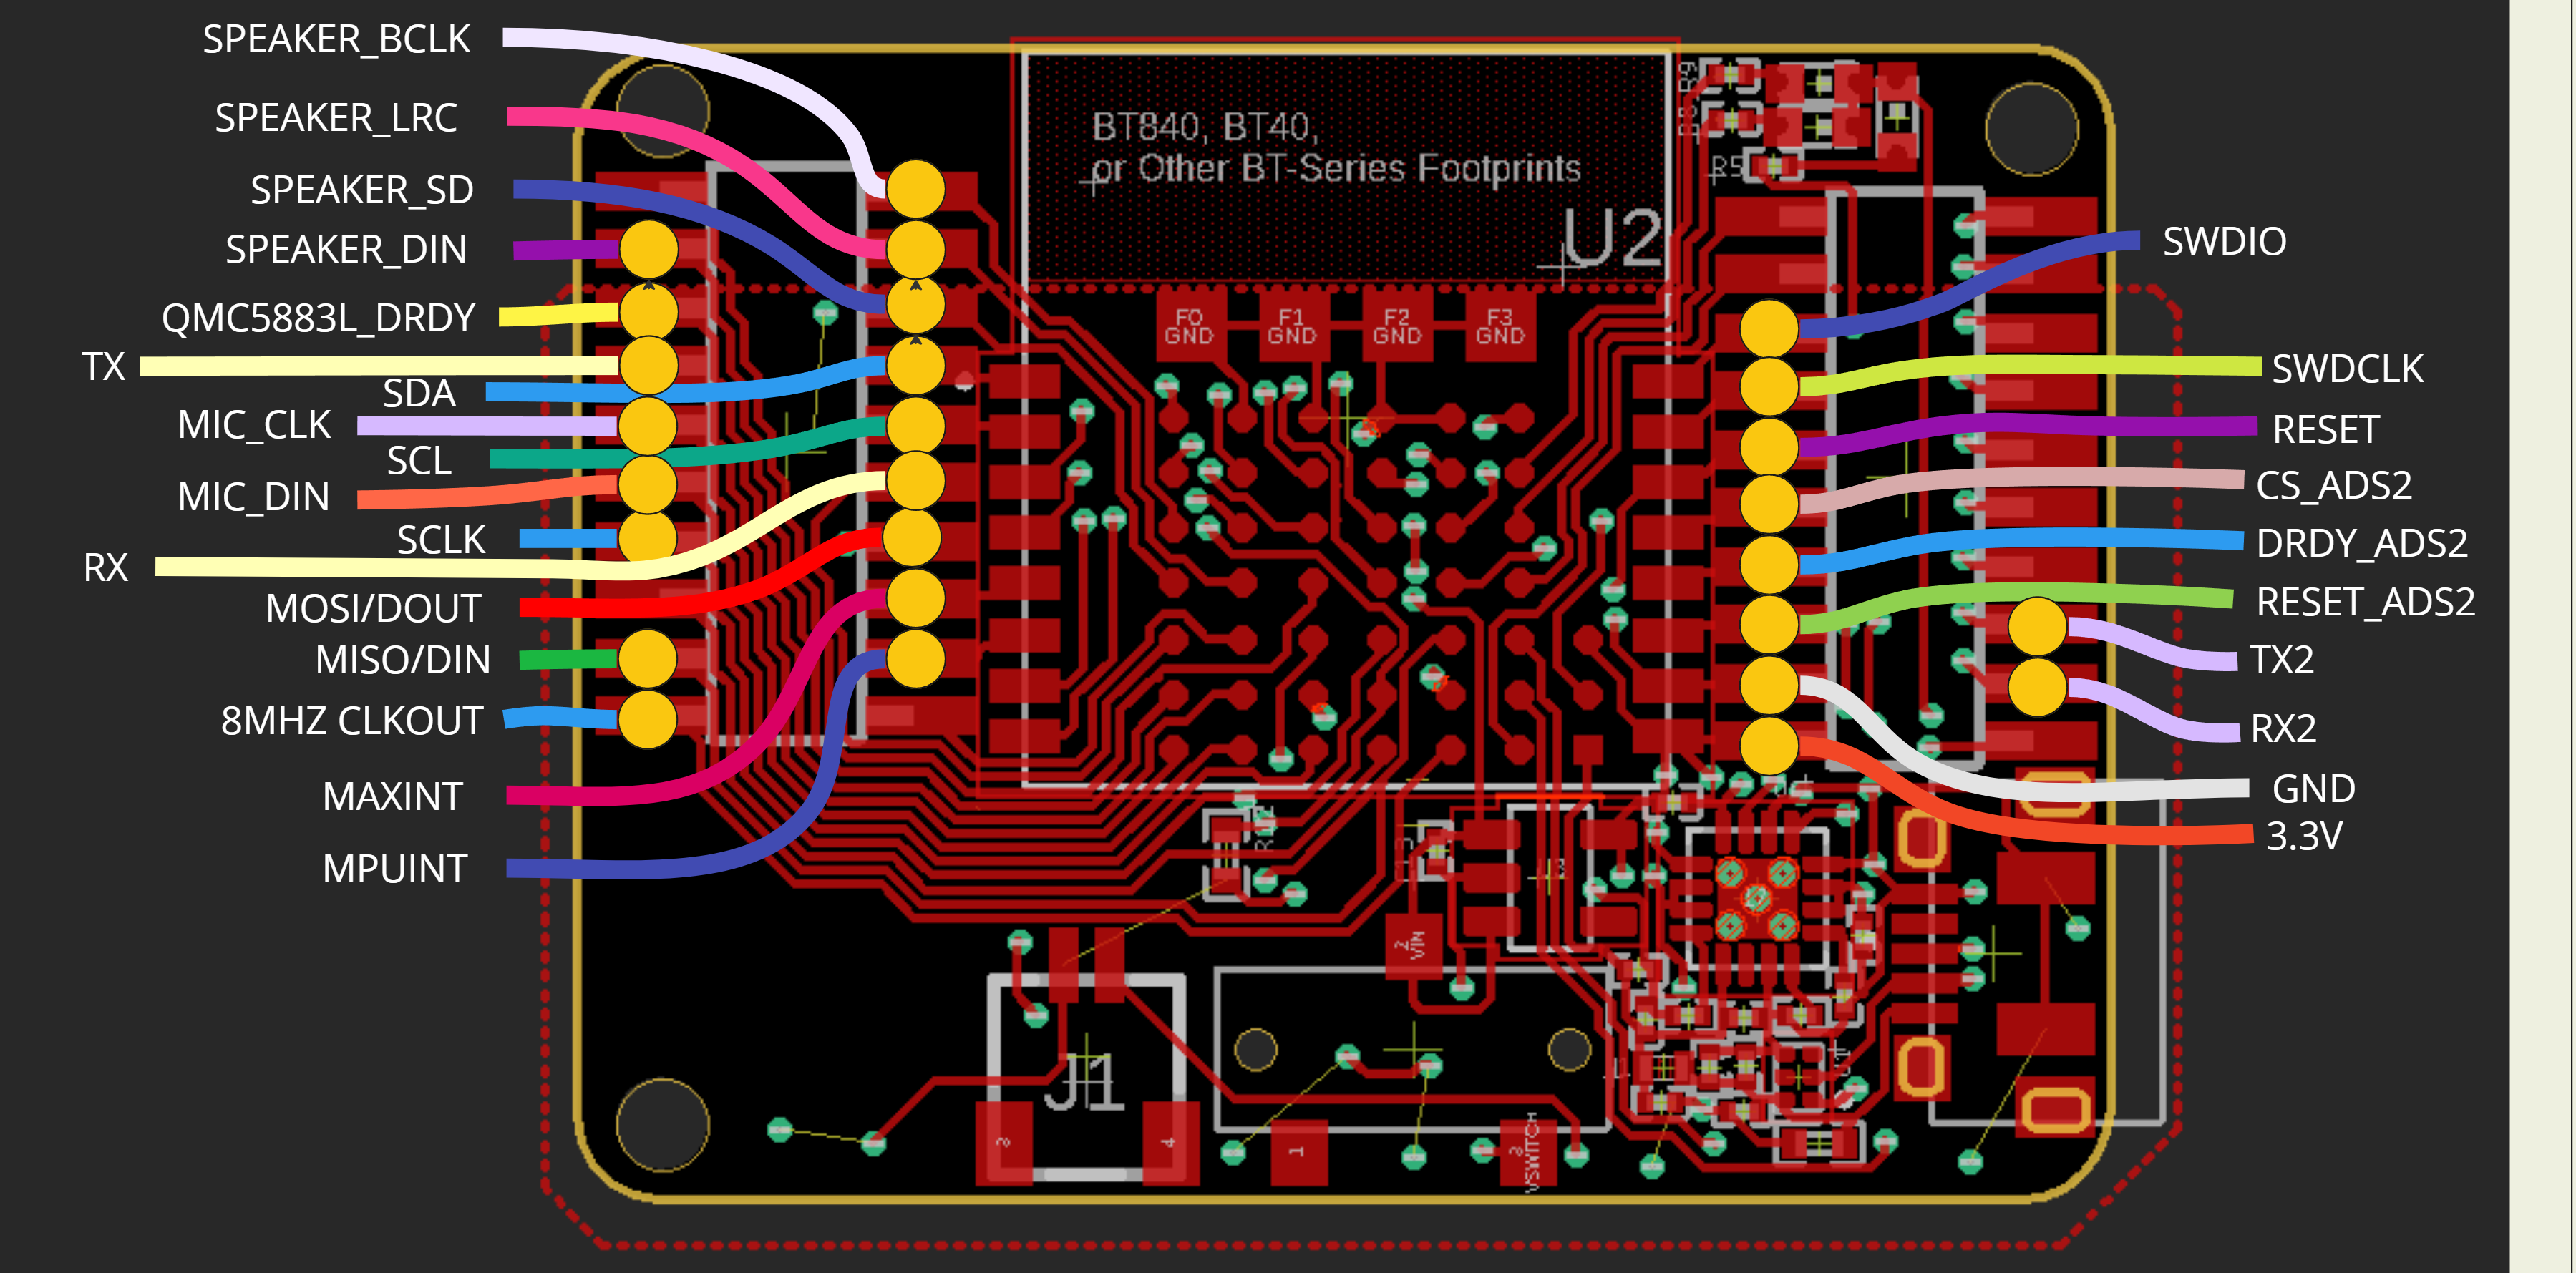 SPEAKER_BCLK
SPEAKER_LRC
SPEAKER_SD
SPEAKER_DIN
QMC5883L_DRDY
TX
SDA
MIC_CLK
SCL
MIC_DIN
SCLK
RX
MOSI/DOUT
MISO/DIN
8MHZ CLKOUT
MAXINT
MPUINT
BT840, BT40,
or Other BT-Series Footprints
U2
F0
GND
F1
GND
F2
GND
F3
GND
R9
R5
J1
3
4
2
VIN
1
3
VSWITCH
SWDIO
SWDCLK
RESET
CS_ADS2
DRDY_ADS2
RESET_ADS2
TX2
RX2
GND
3.3V